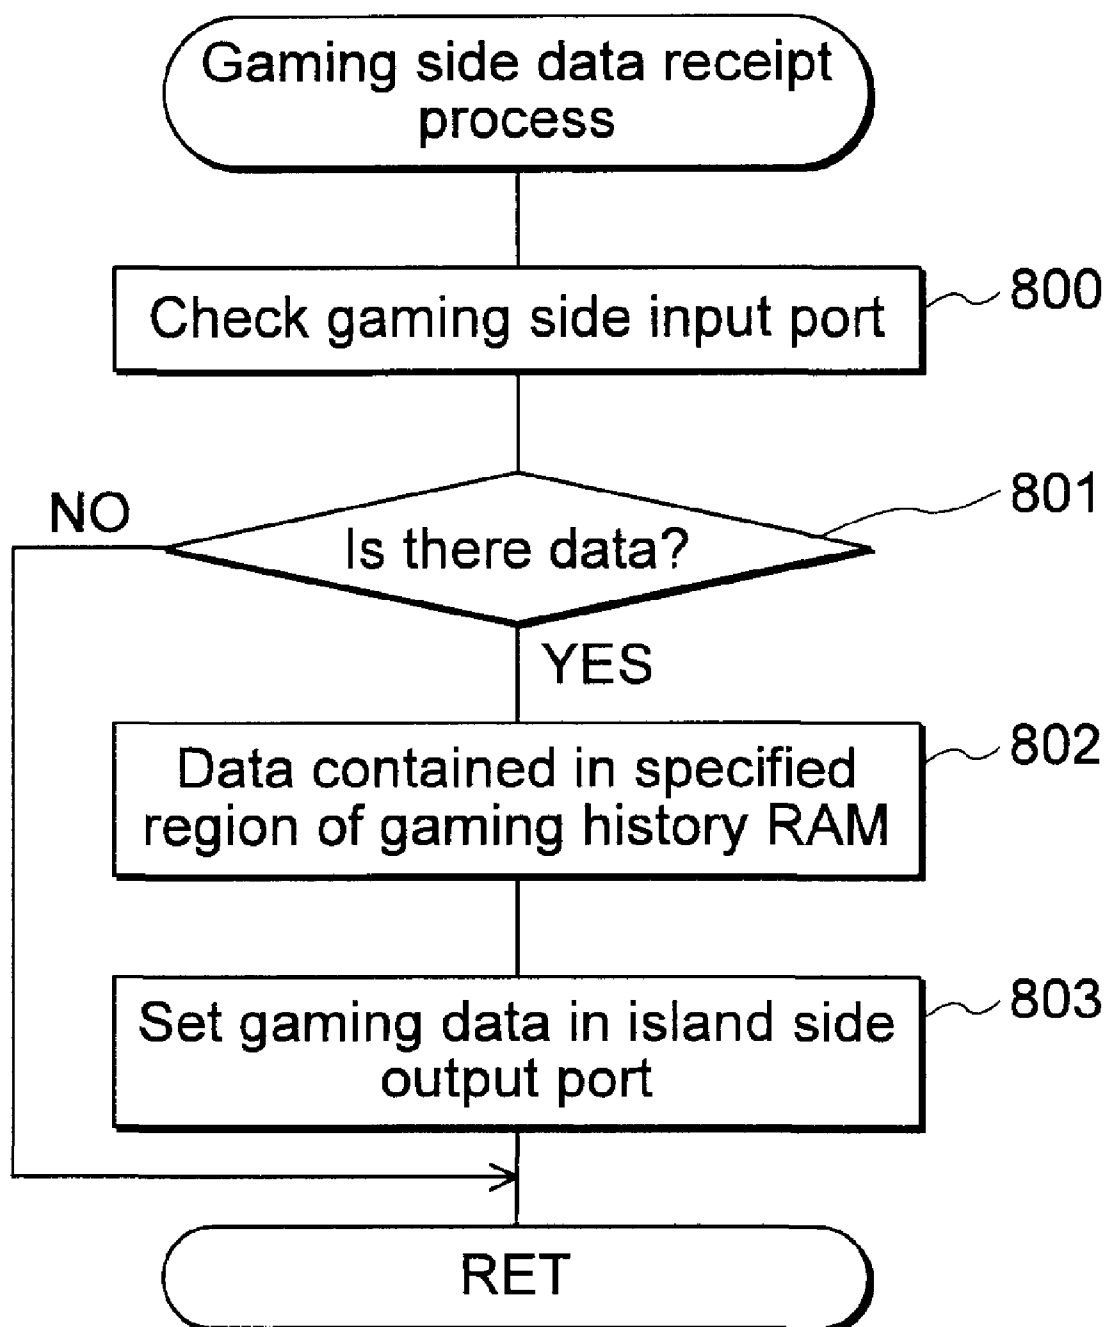 Gaming side data receipt
process
Check gaming side input port
800
801
NO
Is there data?
YES
802
Data contained in specified
region of gaming history RAM
803
Set gaming data in island side
output port
RET